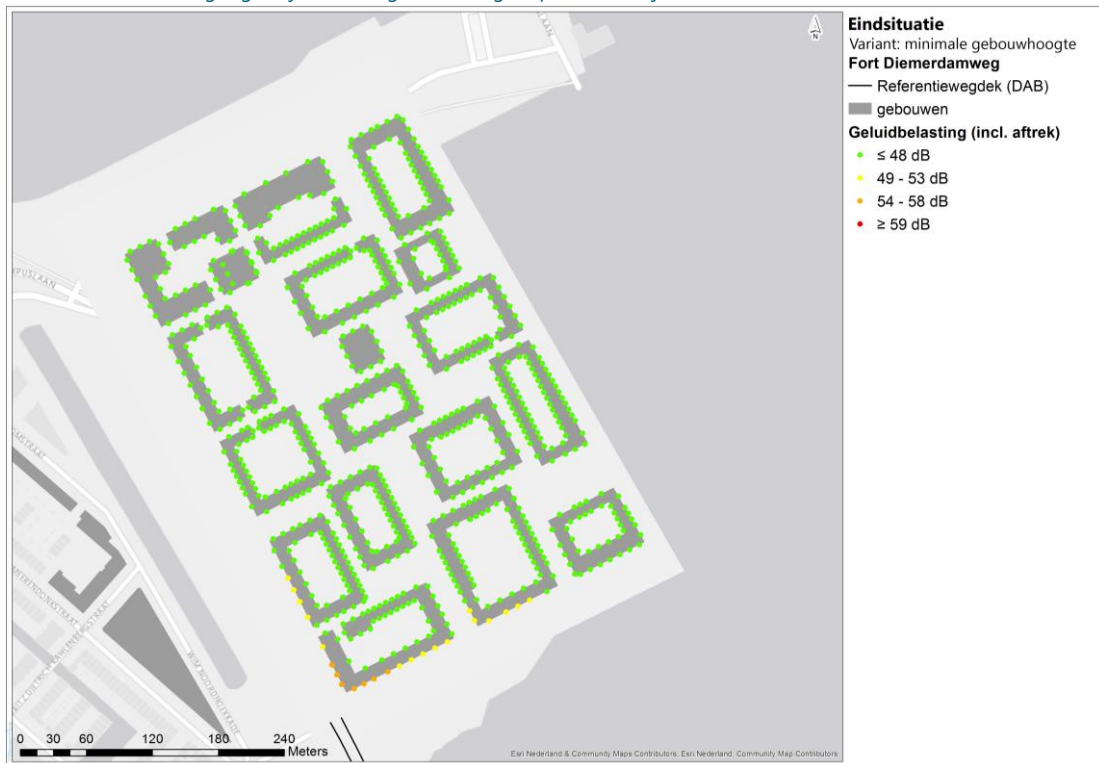 Eindsituatie
Variant: minimale gebouwhoogte
Fort Diemerdamweg
Referentiewegdek (DAB)
gebouwen
Geluidbelasting (incl. aftrek)
≤ 48 dB
49 - 53 dB
54 - 58 dB
≥ 59 dB
N
0 30 60 120 180 240
Meters
Esri Nederland & Community Maps Contributors, Esri Nederland, Community Map Contributors